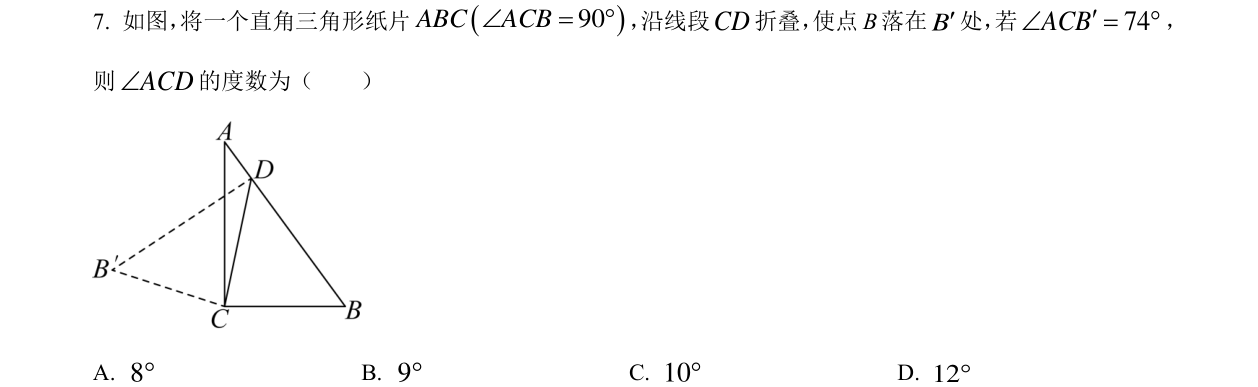 7. 如图,将一个直角三角形纸片 ABC(∠ACB = 90°),沿线段 CD 折叠,使点 B 落在 B′ 处,若 ∠ACB′ = 74°,
则 ∠ACD 的度数为（　　）
A
D
B′
C
B
A. 8°　B. 9°　C. 10°　D. 12°